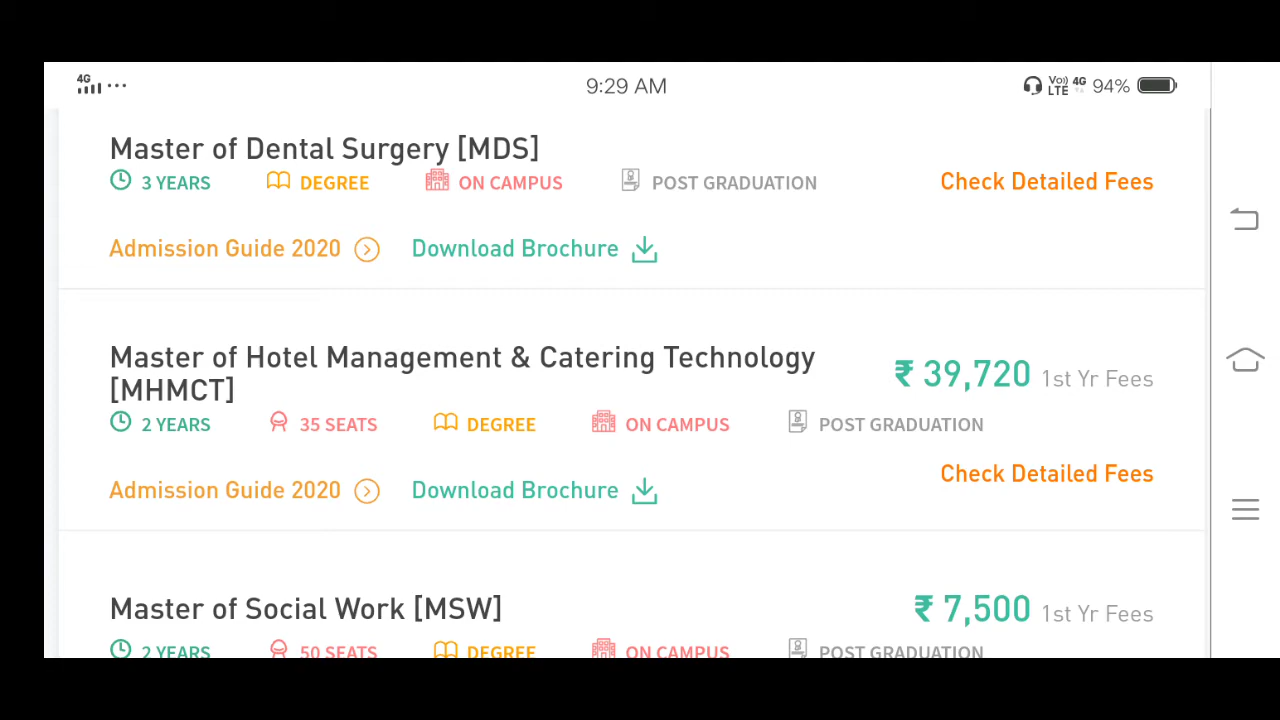 4G ... 9:29 AM Vo)) LTE 4G 94%
Master of Dental Surgery [MDS]
3 YEARS DEGREE ON CAMPUS POST GRADUATION Check Detailed Fees
Admission Guide 2020 Download Brochure
Master of Hotel Management & Catering Technology
[MHMCT]
₹ 39,720 1st Yr Fees
2 YEARS 35 SEATS DEGREE ON CAMPUS POST GRADUATION
Check Detailed Fees
Admission Guide 2020 Download Brochure
Master of Social Work [MSW] ₹ 7,500 1st Yr Fees
2 YEARS 50 SEATS DEGREE ON CAMPUS POST GRADUATION